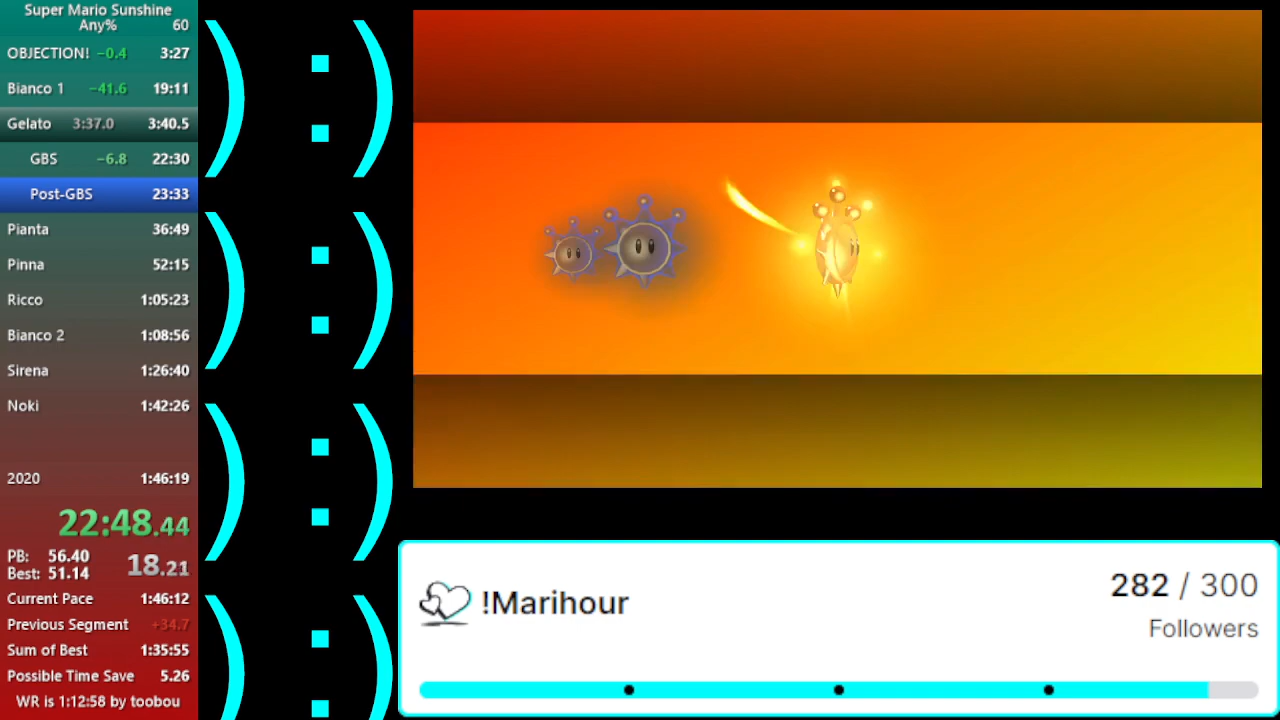 Super Mario Sunshine
Any% 60
OBJECTION! −0.4 3:27
Bianco 1 −41.6 19:11
Gelato 3:37.0 3:40.5
GBS −6.8 22:30
Post-GBS 23:33
Pianta 36:49
Pinna 52:15
Ricco 1:05:23
Bianco 2 1:08:56
Sirena 1:26:40
Noki 1:42:26
2020 1:46:19
22:48.44
PB: 56.40
Best: 51.14 18.21
Current Pace 1:46:12
Previous Segment +34.7
Sum of Best 1:35:55
Possible Time Save 5.26
WR is 1:12:58 by toobou
) :)
) :)
) :)
) :)
!Marihour
282 / 300
Followers